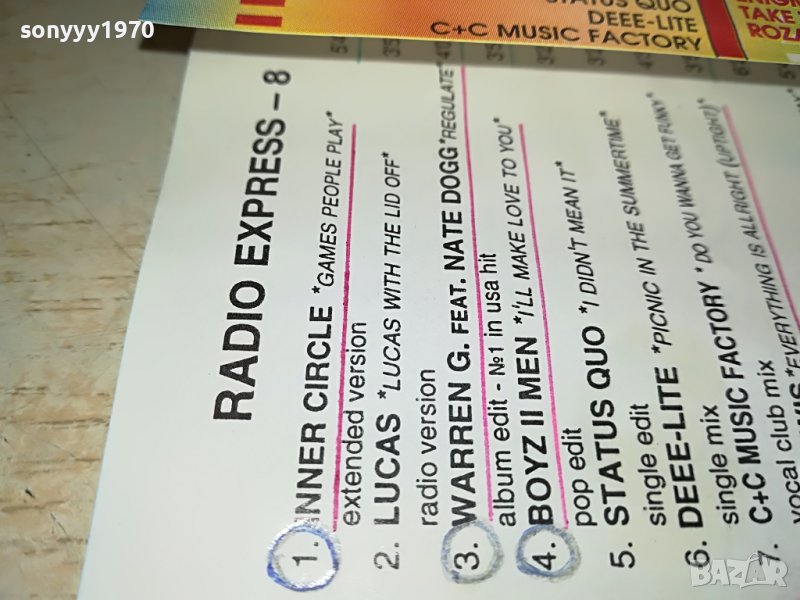 sonyyy1970
STATUS QUO
DEEE-LITE
C+C MUSIC FACTORY
TAKE
RADIO EXPRESS – 8
1. INNER CIRCLE *GAMES PEOPLE PLAY*
extended version
2. LUCAS *LUCAS WITH THE LID OFF*
radio version
3. WARREN G. FEAT. NATE DOGG *REGULATE*
album edit - №1 in usa hit
4. BOYZ II MEN *I'LL MAKE LOVE TO YOU*
pop edit
5. STATUS QUO *I DIDN'T MEAN IT*
single edit
6. DEEE-LITE *PICNIC IN THE SUMMERTIME*
single mix
7. C+C MUSIC FACTORY *DO YOU WANNA GET FUNKY*
vocal club mix
*EVERYTHING IS ALLRIGHT (UPTIGHT)*
BAZAR